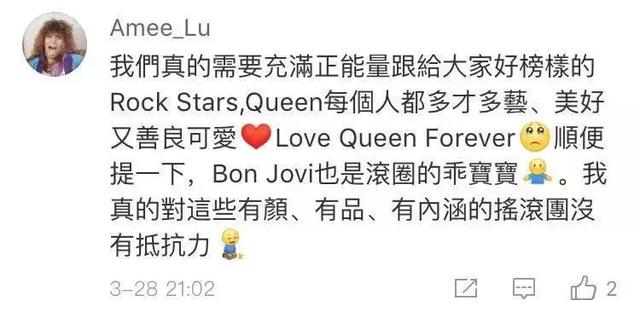 Amee_Lu
我們真的需要充滿正能量跟給大家好榜樣的
Rock Stars,Queen每個人都多才多藝、美好
又善良可愛❤️Love Queen Forever🥺順便
提一下，Bon Jovi也是滾圈的乖寶寶。我
真的對這些有顏、有品、有內涵的搖滾團沒
有抵抗力
3-28 21:02
2